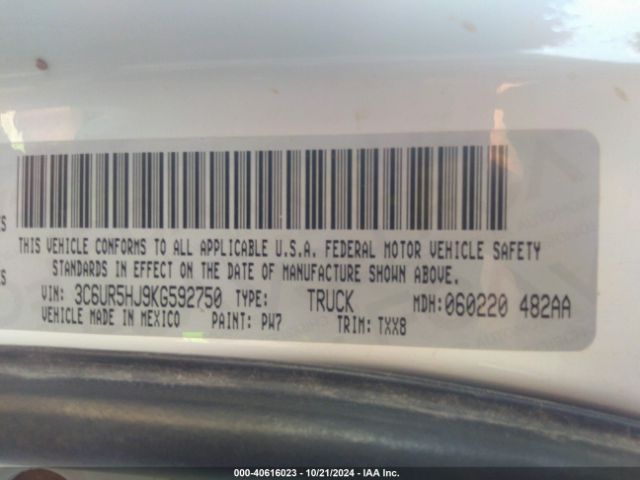 THIS VEHICLE CONFORMS TO ALL APPLICABLE U.S.A. FEDERAL MOTOR VEHICLE SAFETY
STANDARDS IN EFFECT ON THE DATE OF MANUFACTURE SHOWN ABOVE.
VIN: 3C6UR5HJ9KG592750 TYPE: TRUCK MDH:060220 482AA
VEHICLE MADE IN MEXICO PAINT: PW7 TRIM: TXX8
000-40616023 - 10/21/2024 - IAA Inc.